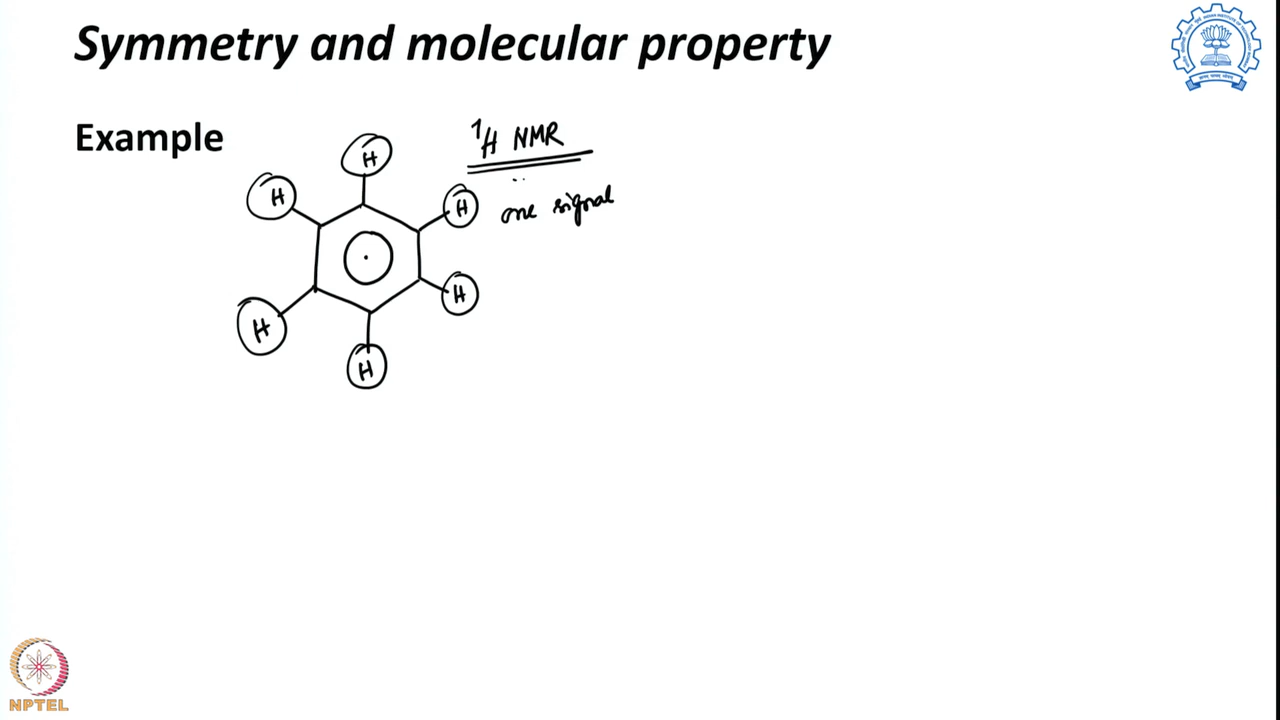 Symmetry and molecular property
Example
¹H NMR
one signal
H
H
H
H
H
H
NPTEL